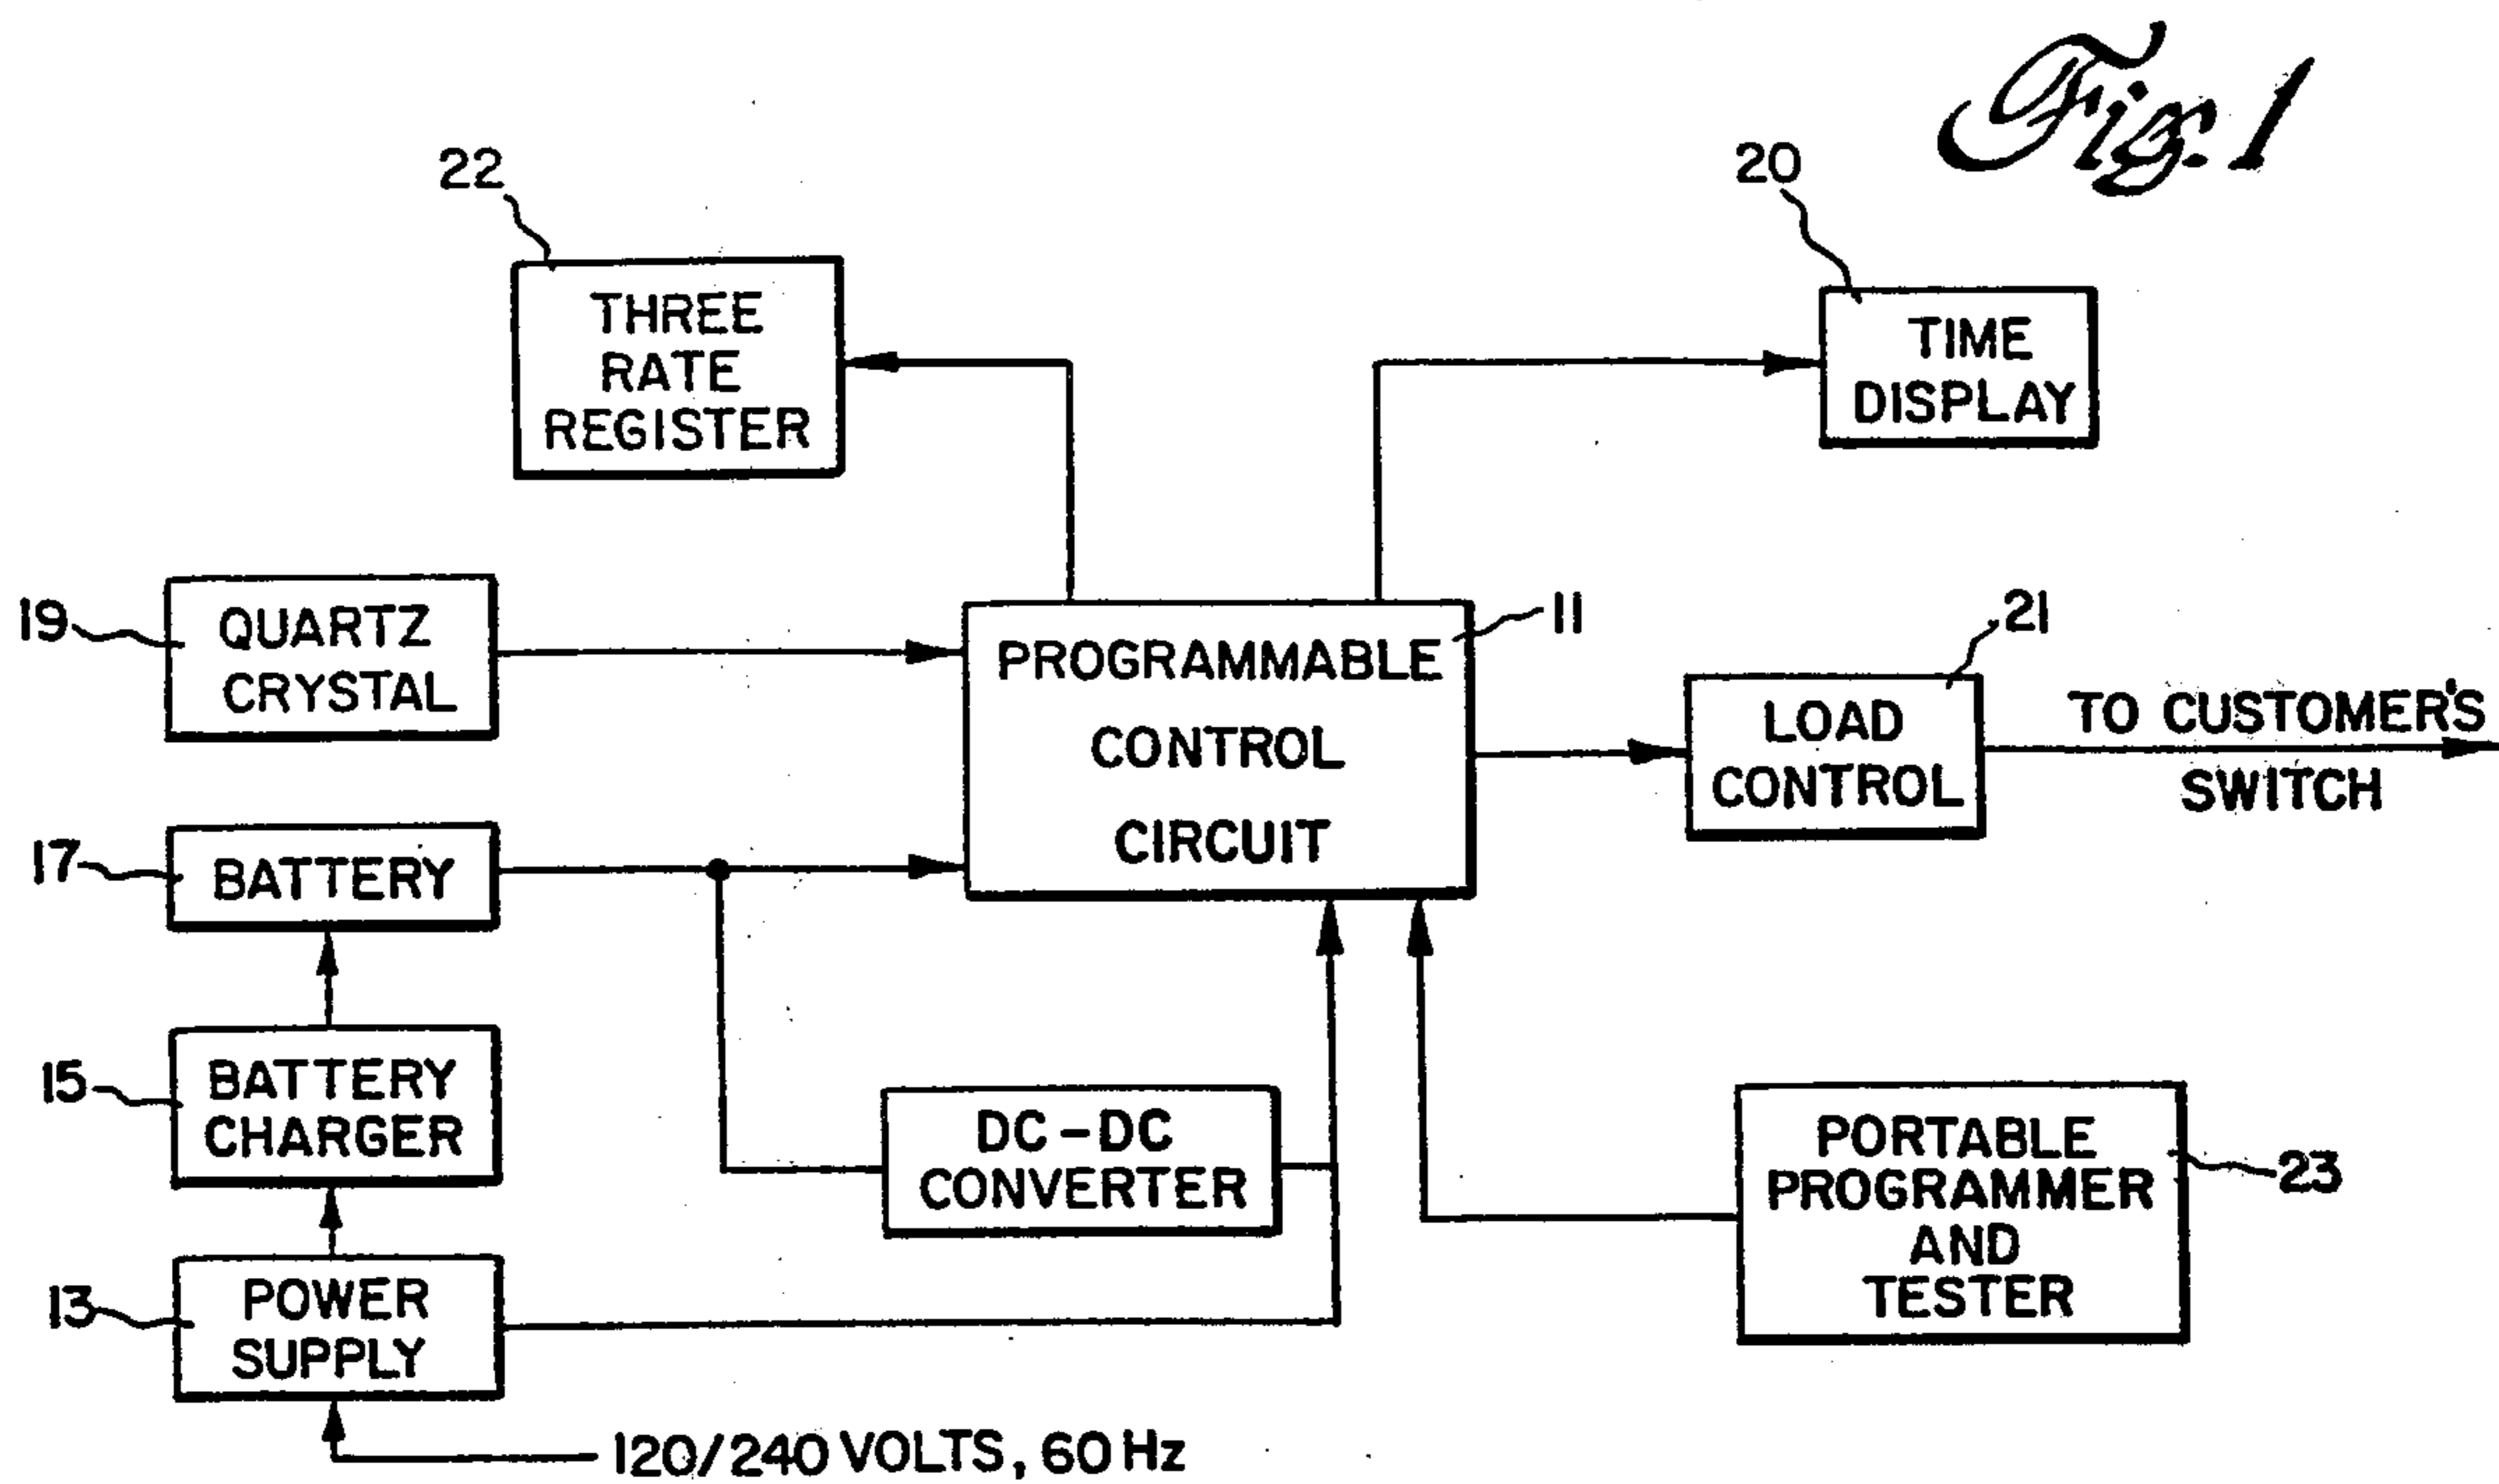 Fig. 1
22
20
THREE
RATE
REGISTER
TIME
DISPLAY
19
QUARTZ
CRYSTAL
PROGRAMMABLE
CONTROL
CIRCUIT
11
21
LOAD
CONTROL
TO CUSTOMER'S
SWITCH
17
BATTERY
15
BATTERY
CHARGER
DC-DC
CONVERTER
PORTABLE
PROGRAMMER
AND
TESTER
23
13
POWER
SUPPLY
120/240 VOLTS, 60 Hz